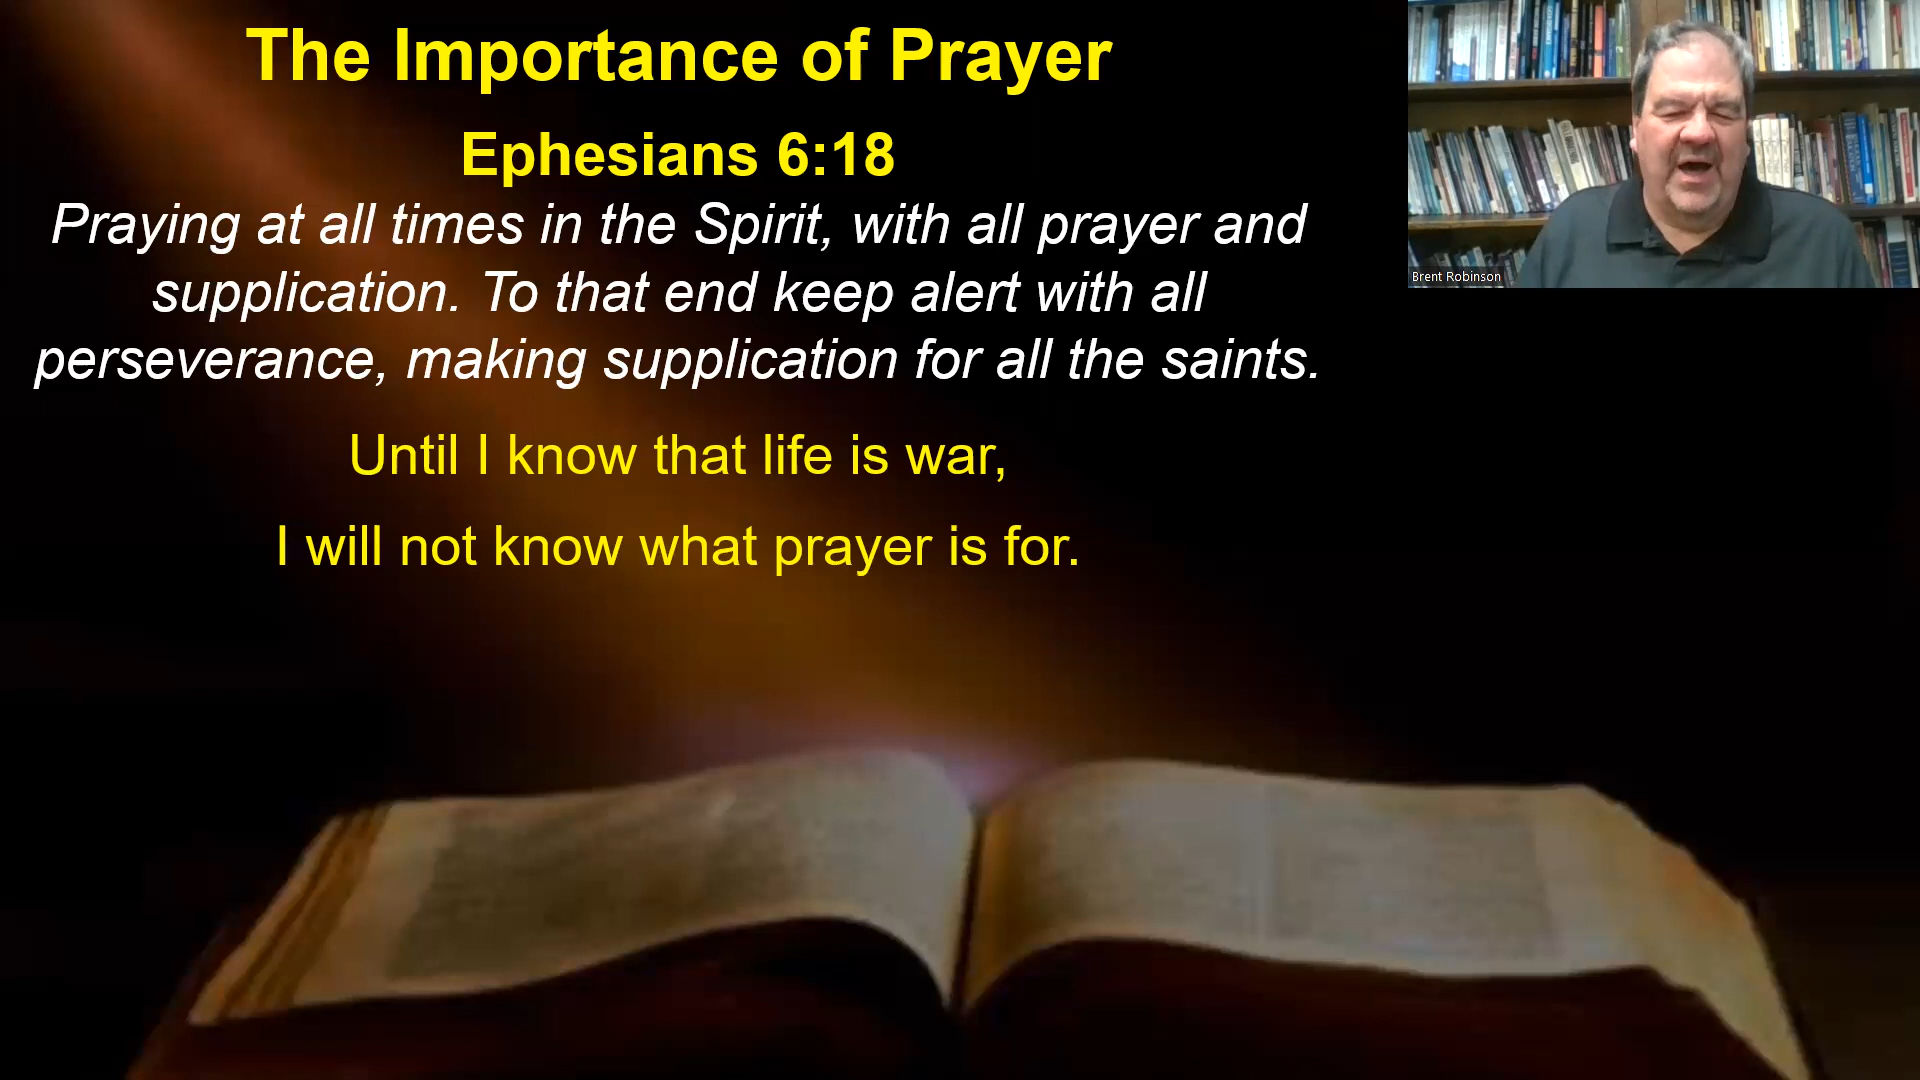 The Importance of Prayer
Ephesians 6:18
Praying at all times in the Spirit, with all prayer and
supplication. To that end keep alert with all
perseverance, making supplication for all the saints.
Until I know that life is war,
I will not know what prayer is for.
Brent Robinson